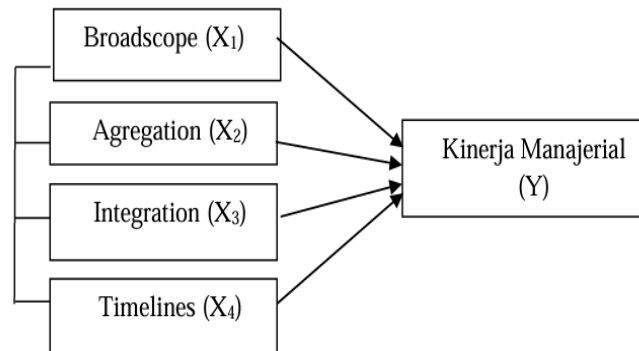 Broadscope (X₁)
Agregation (X₂)
Integration (X₃)
Timelines (X₄)
Kinerja Manajerial
(Y)